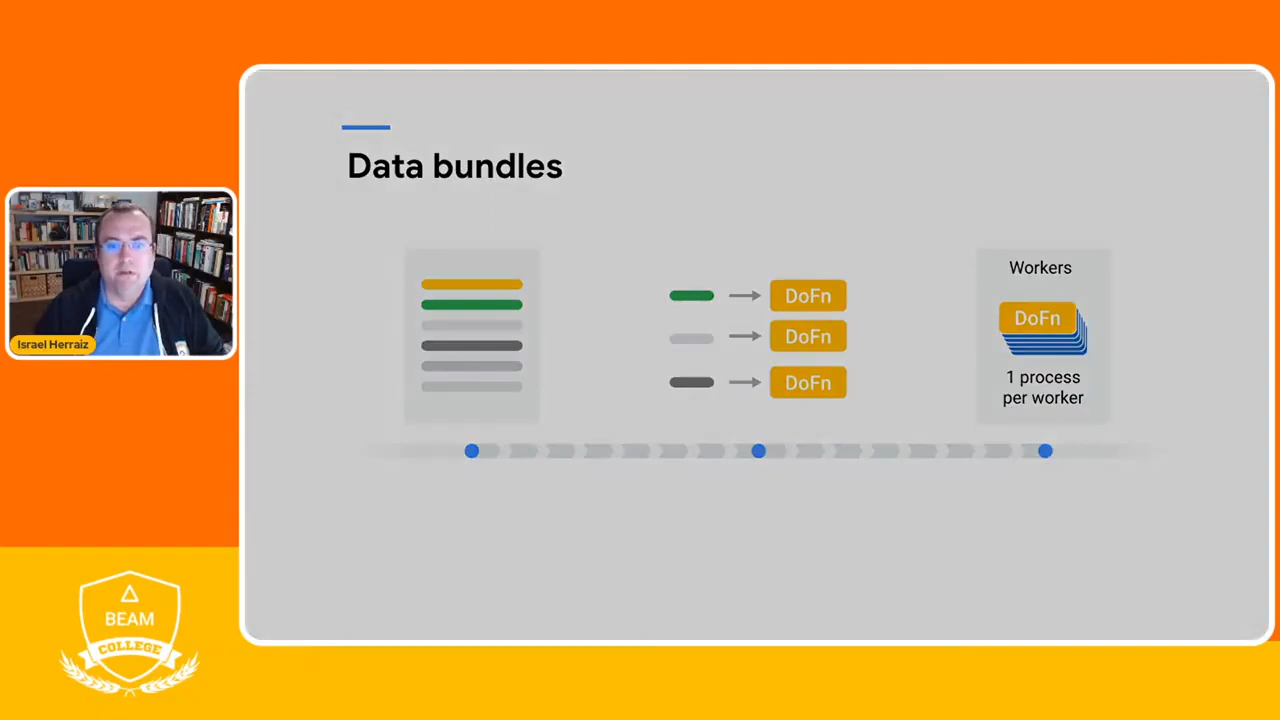 Data bundles
DoFn
DoFn
DoFn
Workers
DoFn
1 process
per worker
Israel Herraiz
BEAM
COLLEGE